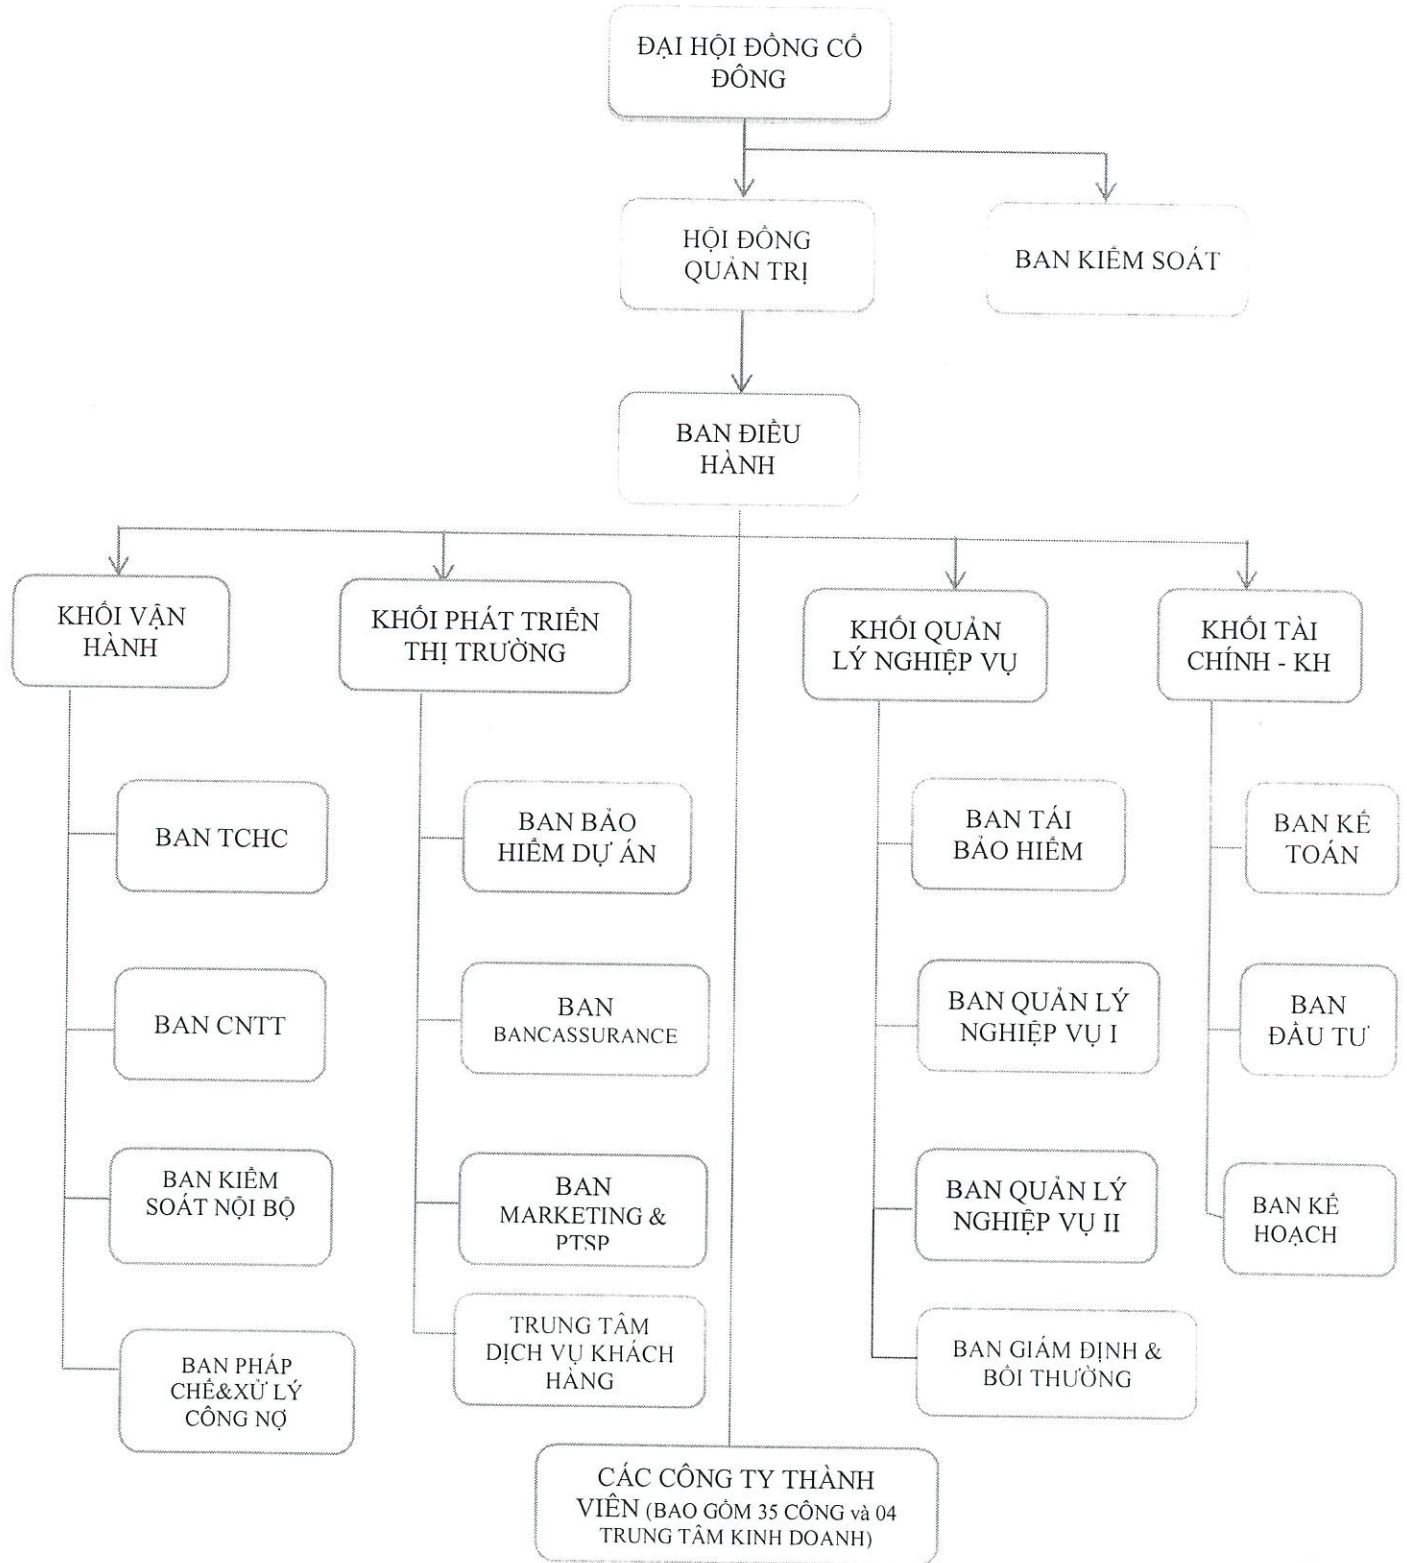 ĐẠI HỘI ĐỒNG CỔ
ĐÔNG
HỘI ĐỒNG
QUẢN TRỊ
BAN KIỂM SOÁT
BAN ĐIỀU
HÀNH
KHỐI VẬN
HÀNH
KHỐI PHÁT TRIỂN
THỊ TRƯỜNG
KHỐI QUẢN
LÝ NGHIỆP VỤ
KHỐI TÀI
CHÍNH - KH
BAN TCHC
BAN BẢO
HIỂM DỰ ÁN
BAN TÁI
BẢO HIỂM
BAN KẾ
TOÁN
BAN CNTT
BAN
BANCASSURANCE
BAN QUẢN LÝ
NGHIỆP VỤ I
BAN
ĐẦU TƯ
BAN KIỂM
SOÁT NỘI BỘ
BAN
MARKETING &
PTSP
BAN QUẢN LÝ
NGHIỆP VỤ II
BAN KẾ
HOẠCH
BAN PHÁP
CHẾ&XỬ LÝ
CÔNG NỢ
TRUNG TÂM
DỊCH VỤ KHÁCH
HÀNG
BAN GIÁM ĐỊNH &
BỒI THƯỜNG
CÁC CÔNG TY THÀNH
VIÊN (BAO GỒM 35 CÔNG và 04
TRUNG TÂM KINH DOANH)